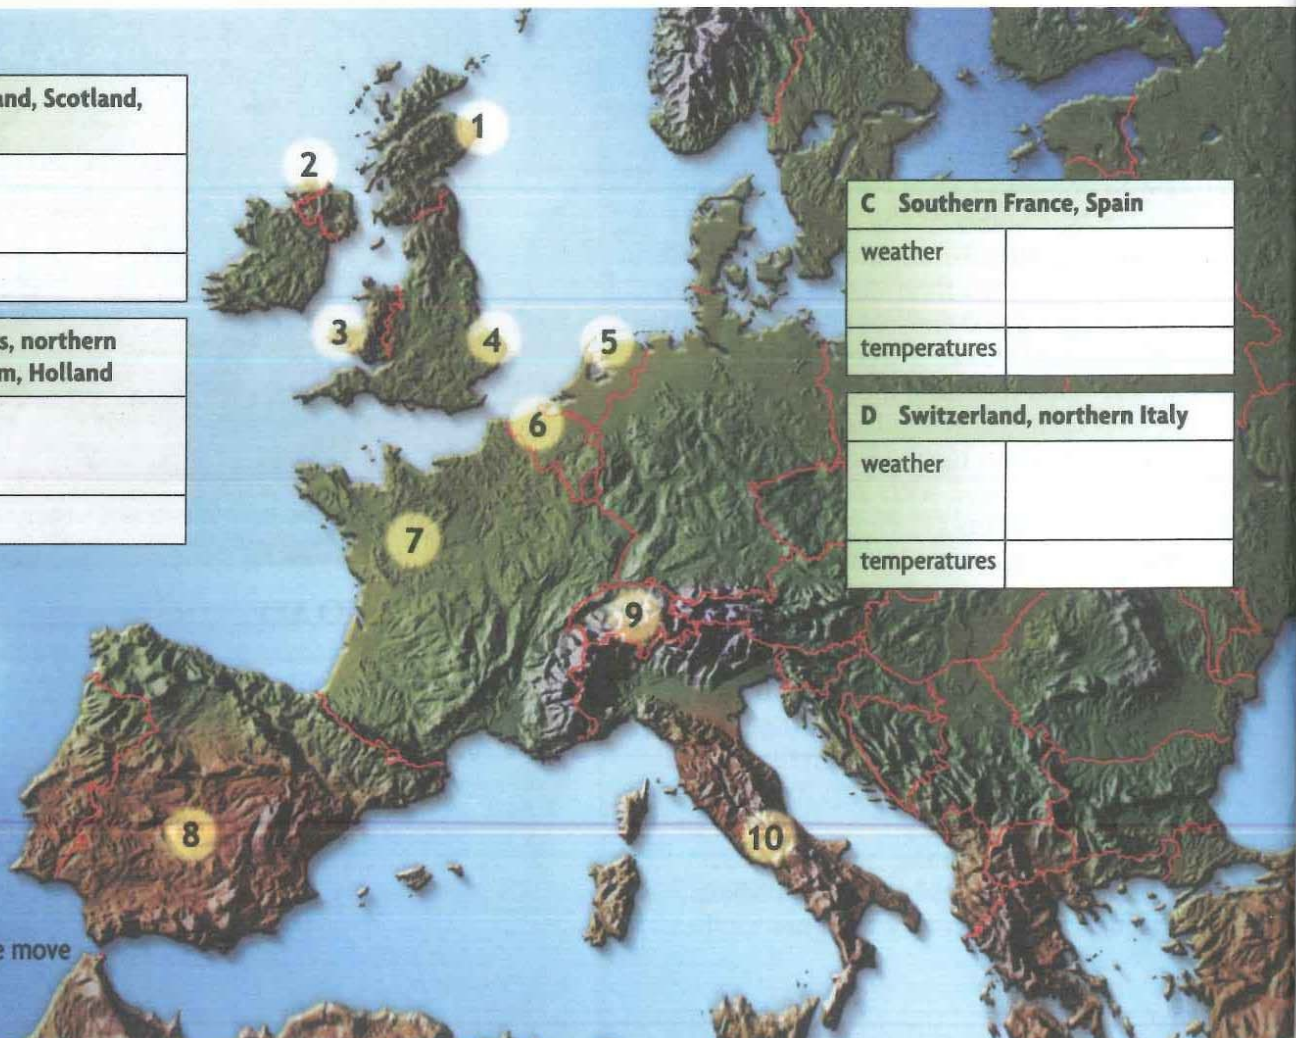 and, Scotland,
s, northern
m, Holland
e move
1
2
3
4
5
6
7
8
9
10
C Southern France, Spain
weather
temperatures
D Switzerland, northern Italy
weather
temperatures